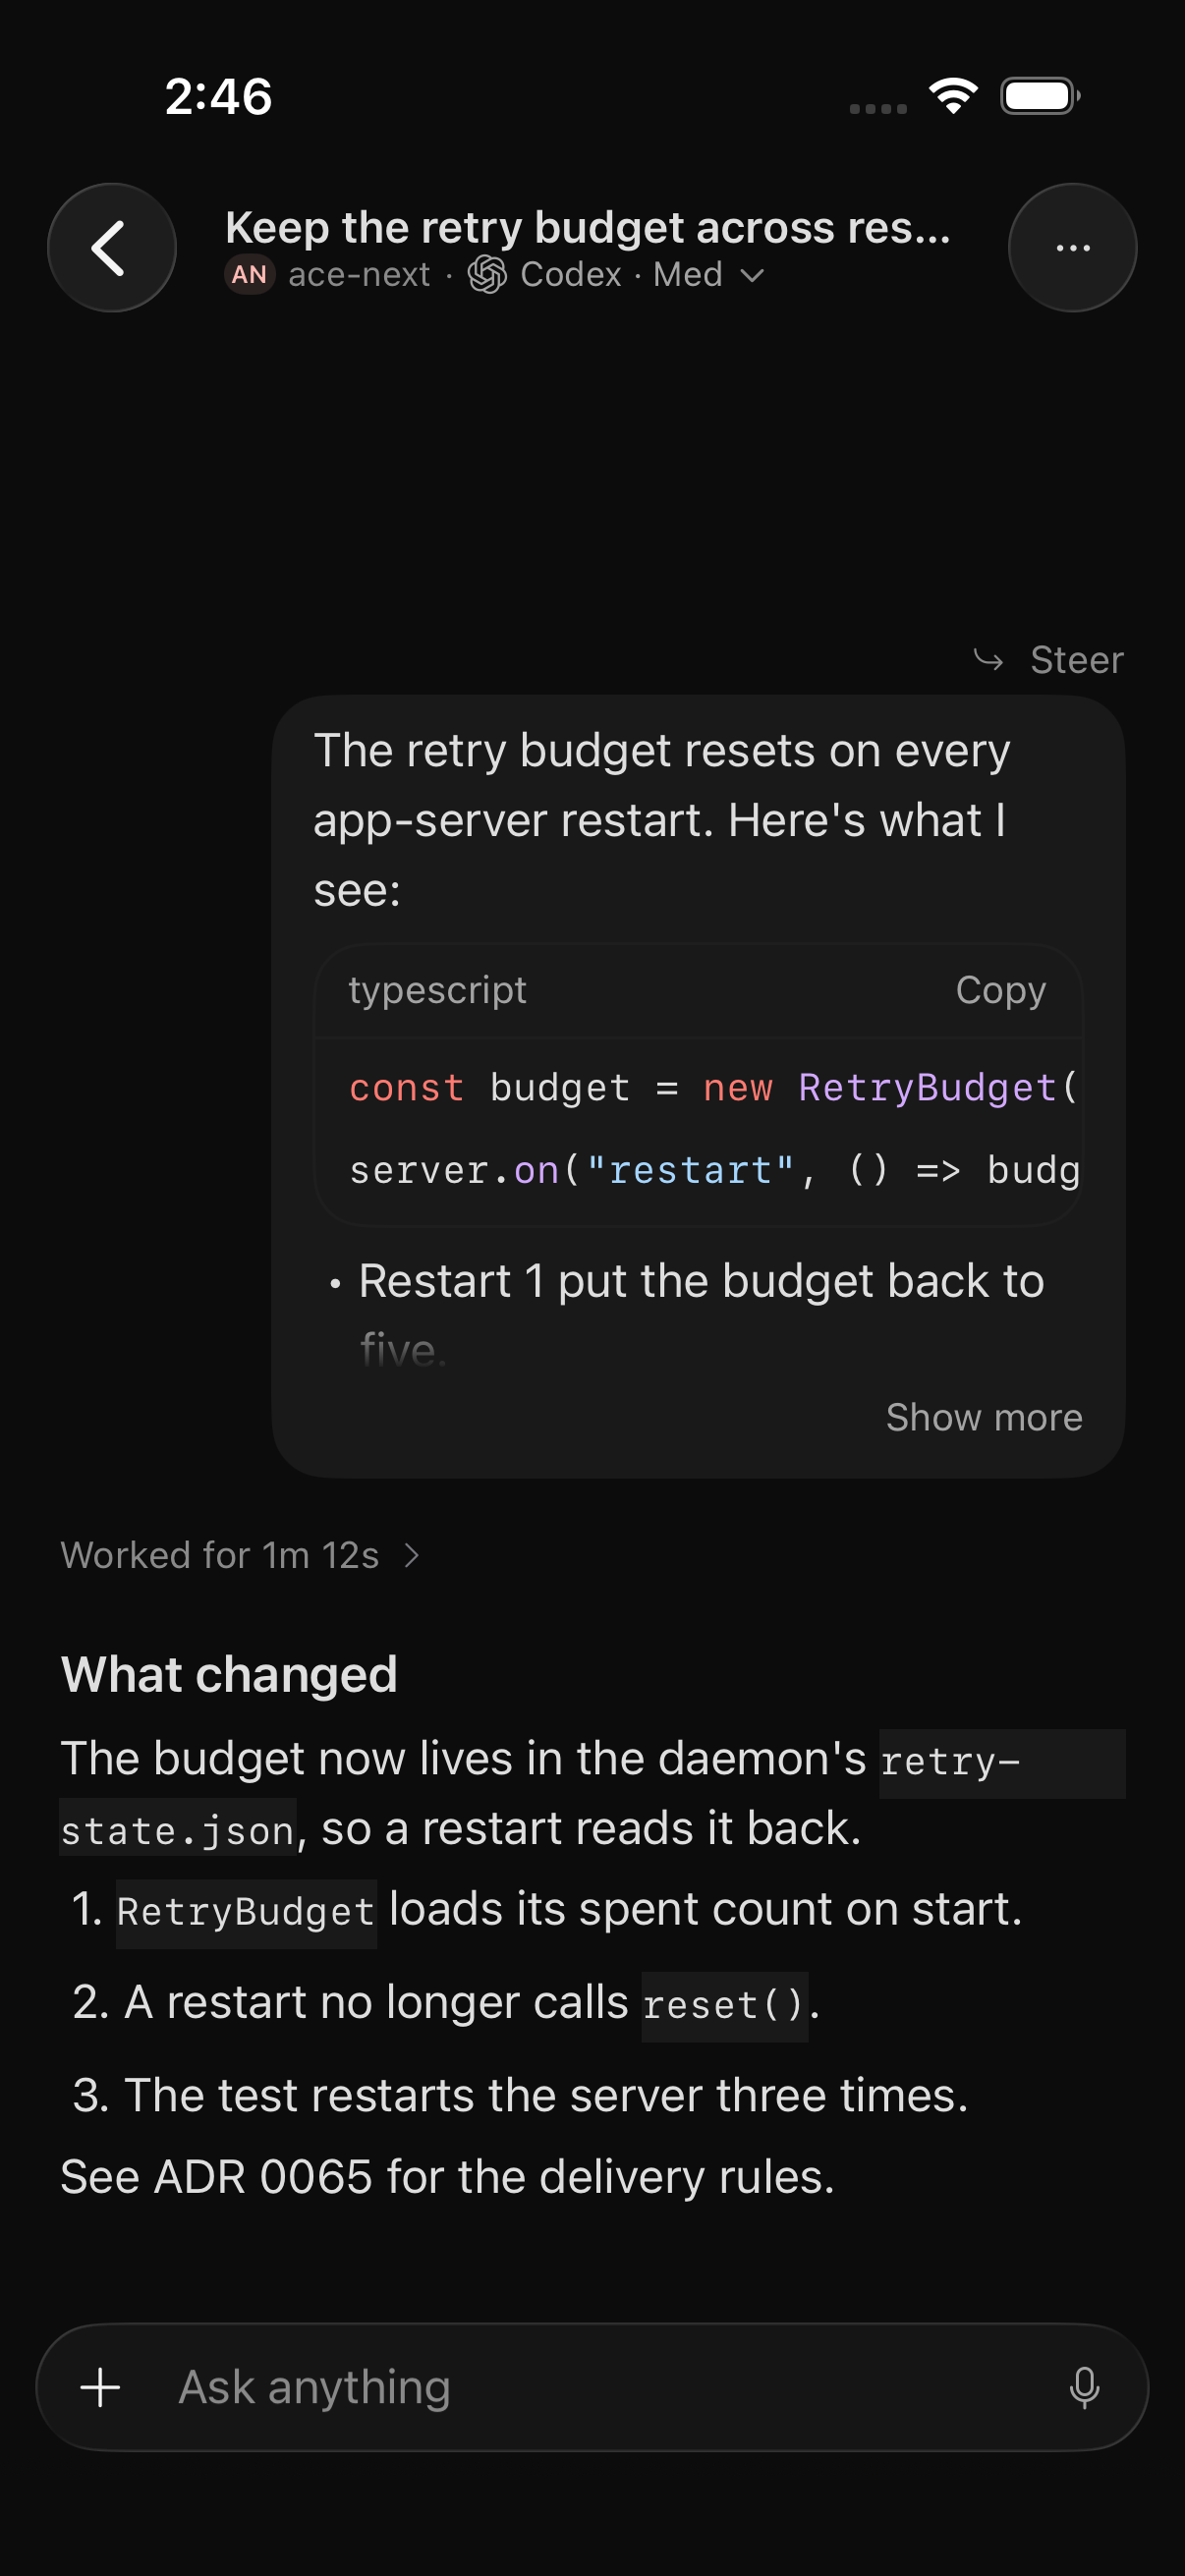 2:46
Keep the retry budget across res...
AN ace-next · Codex · Med
Steer
The retry budget resets on every
app-server restart. Here's what I
see:
typescript Copy
const budget = new RetryBudget(
server.on("restart", () => budg
• Restart 1 put the budget back to
five.
Show more
Worked for 1m 12s
What changed
The budget now lives in the daemon's retry-
state.json, so a restart reads it back.
1. RetryBudget loads its spent count on start.
2. A restart no longer calls reset().
3. The test restarts the server three times.
See ADR 0065 for the delivery rules.
Ask anything